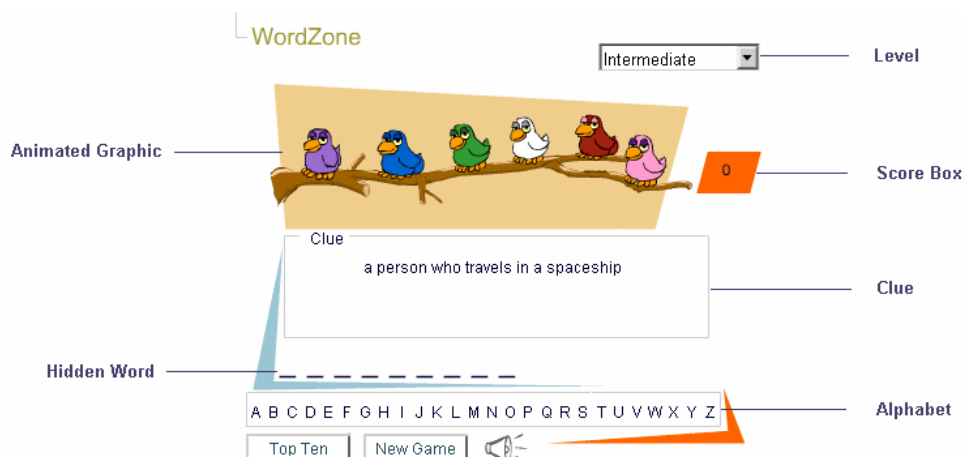 WordZone
Intermediate
Level
Animated Graphic
0
Score Box
Clue
a person who travels in a spaceship
Clue
Hidden Word
_ _ _ _ _ _ _ _ _
A B C D E F G H I J K L M N O P Q R S T U V W X Y Z
Alphabet
Top Ten
New Game